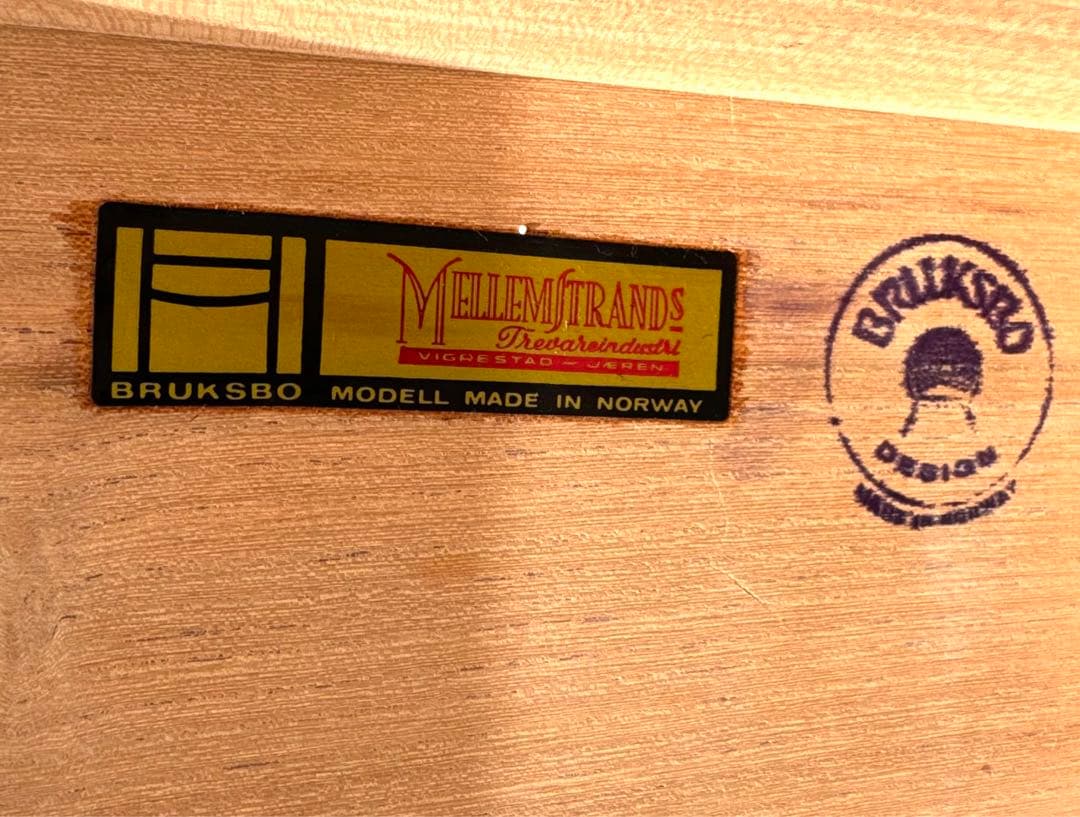 MELLEMSTRANDS
Trevareindustri
VIGRESTAD — JÆREN
BRUKSBO MODELL MADE IN NORWAY
BRUKSBO
DESIGN
MADE IN NORWAY